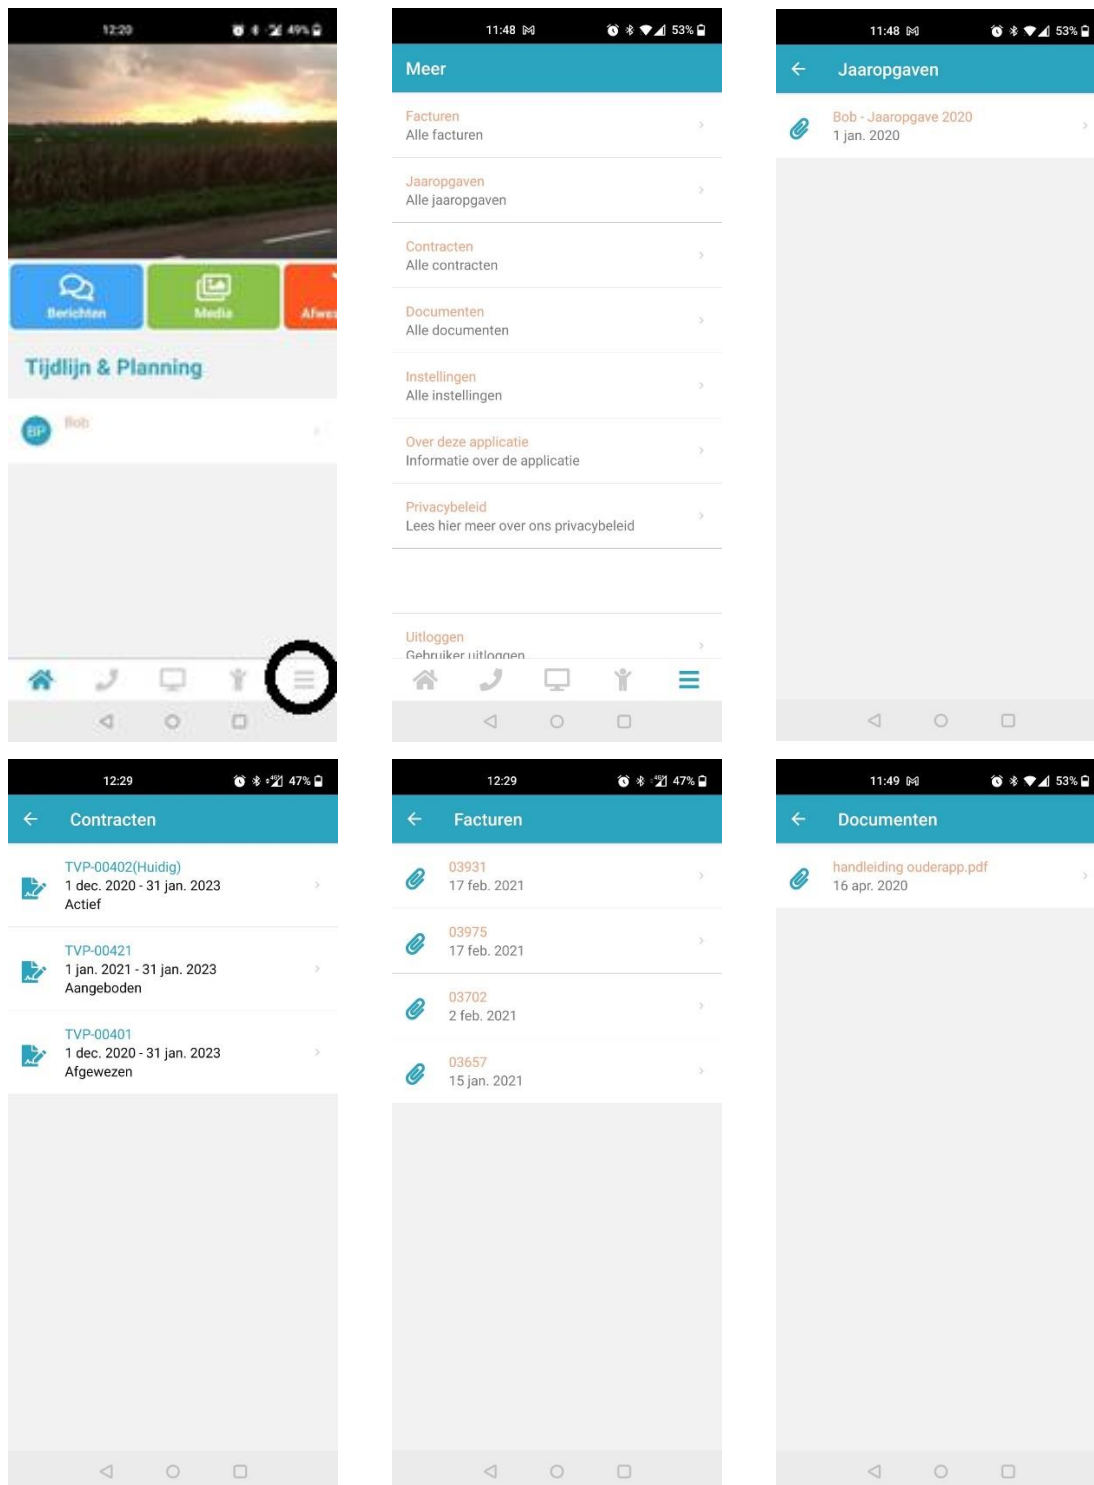 12:20
49%
Berichten
Media
Afwe
Tijdlijn & Planning
BP
Bob
11:48
53%
Meer
Facturen
Alle facturen
Jaaropgaven
Alle jaaropgaven
Contracten
Alle contracten
Documenten
Alle documenten
Instellingen
Alle instellingen
Over deze applicatie
Informatie over de applicatie
Privacybeleid
Lees hier meer over ons privacybeleid
Uitloggen
Gebruiker uitloggen
11:48
53%
Jaaropgaven
Bob - Jaaropgave 2020
1 jan. 2020
12:29
47%
Contracten
TVP-00402(Huidig)
1 dec. 2020 - 31 jan. 2023
Actief
TVP-00421
1 jan. 2021 - 31 jan. 2023
Aangeboden
TVP-00401
1 dec. 2020 - 31 jan. 2023
Afgewezen
12:29
47%
Facturen
03931
17 feb. 2021
03975
17 feb. 2021
03702
2 feb. 2021
03657
15 jan. 2021
11:49
53%
Documenten
handleiding ouderapp.pdf
16 apr. 2020